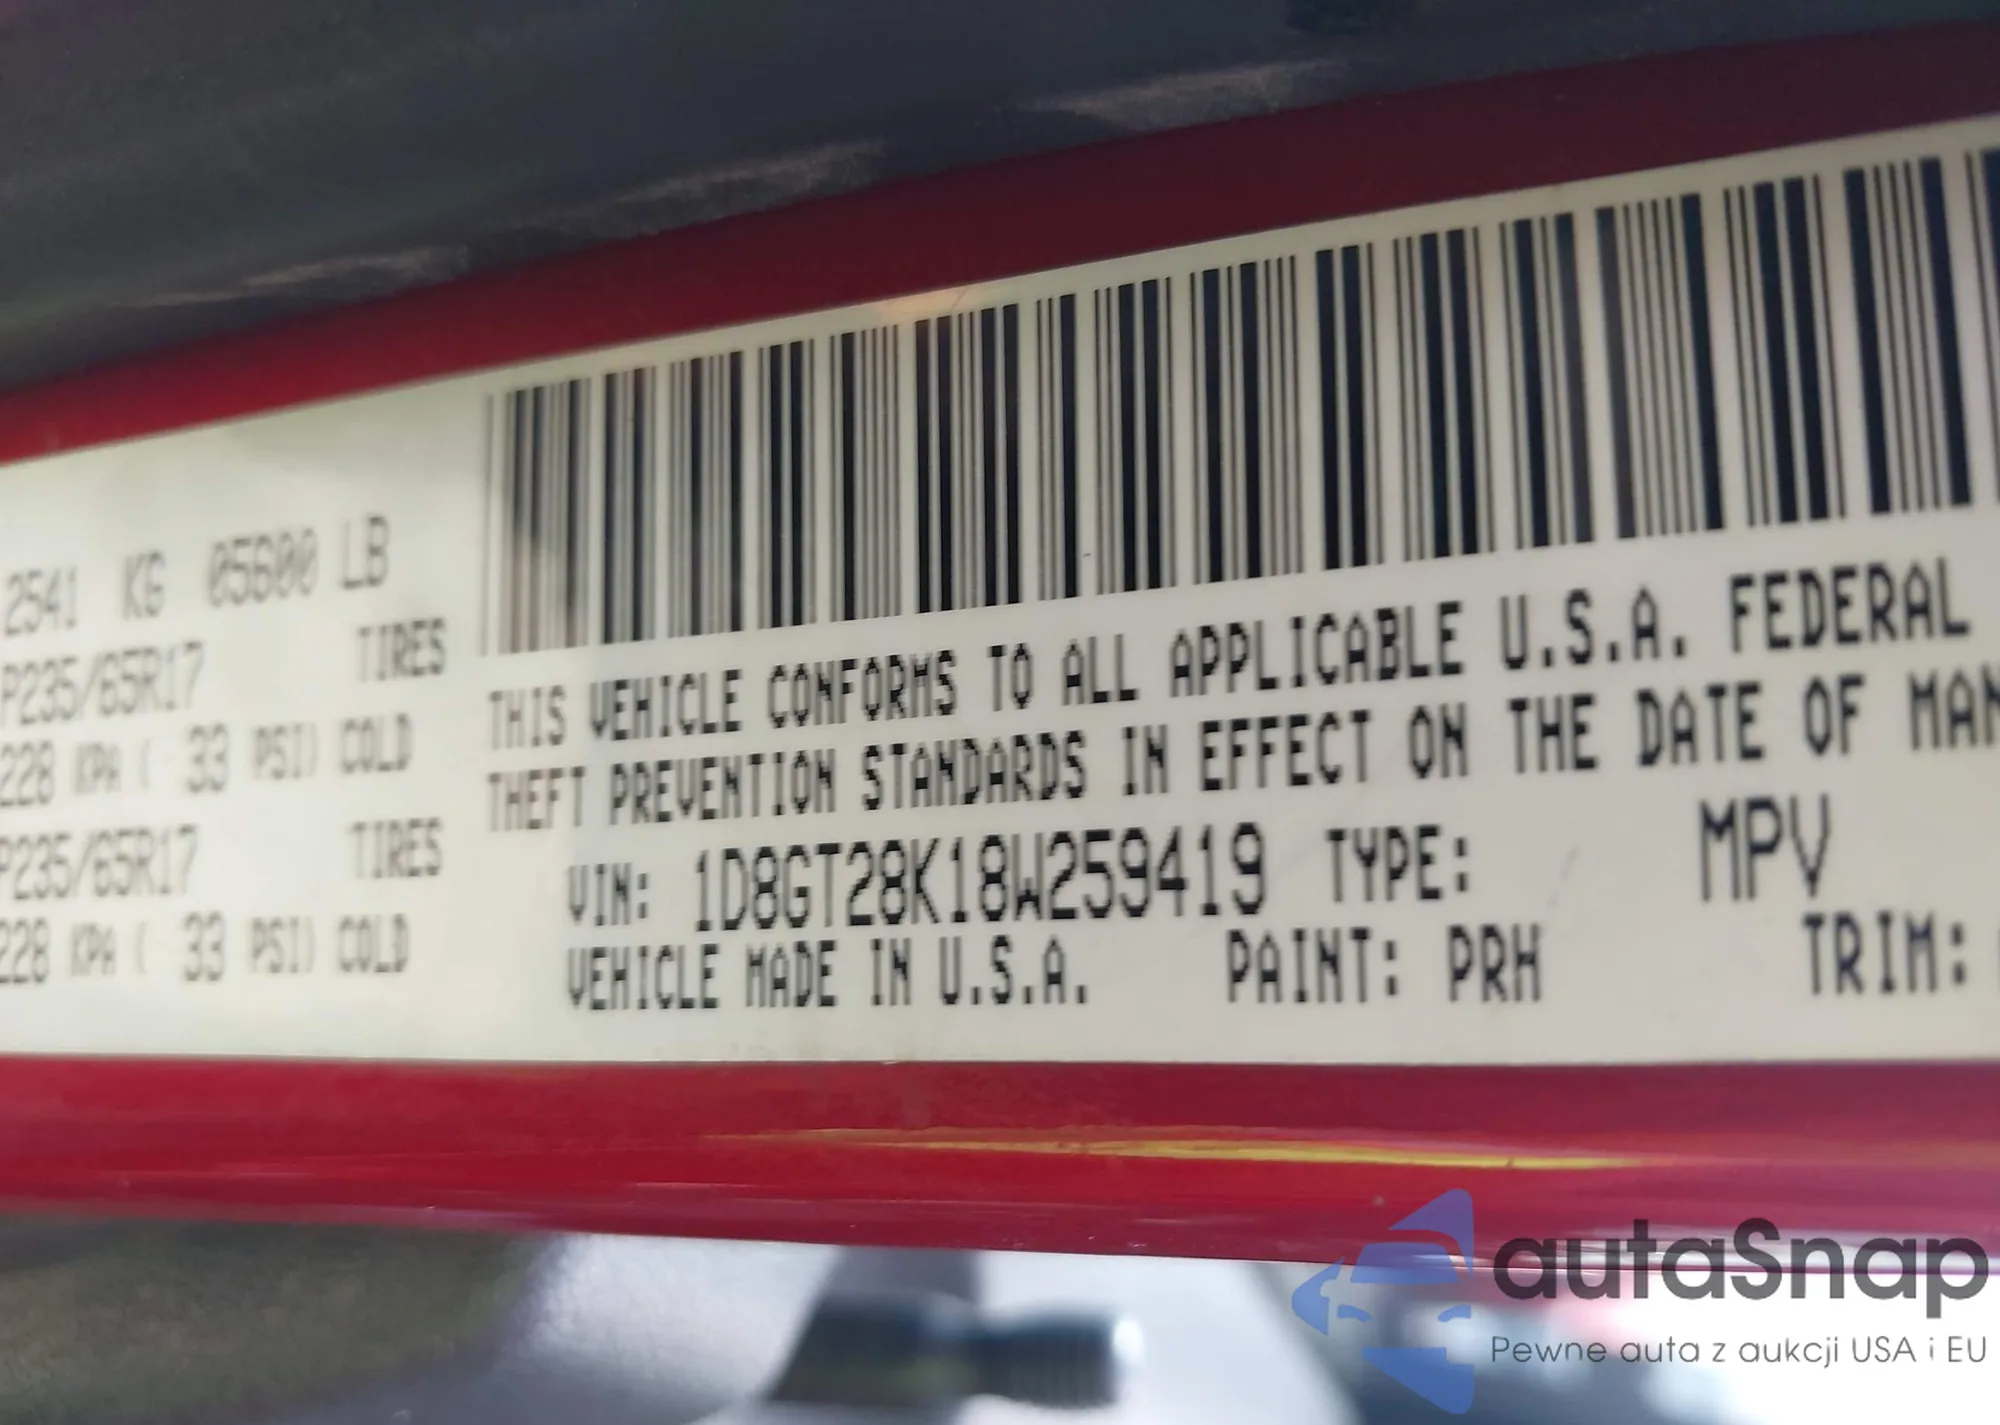 2541 KG 05600 LB
P235/65R17 TIRES
228 KPA ( 33 PSI) COLD
P235/65R17 TIRES
228 KPA ( 33 PSI) COLD
THIS VEHICLE CONFORMS TO ALL APPLICABLE U.S.A. FEDERAL
THEFT PREVENTION STANDARDS IN EFFECT ON THE DATE OF MAN
VIN: 1D8GT28K18W259419 TYPE: MPV
VEHICLE MADE IN U.S.A. PAINT: PRH TRIM:
autaSnap
Pewne auta z aukcji USA i EU